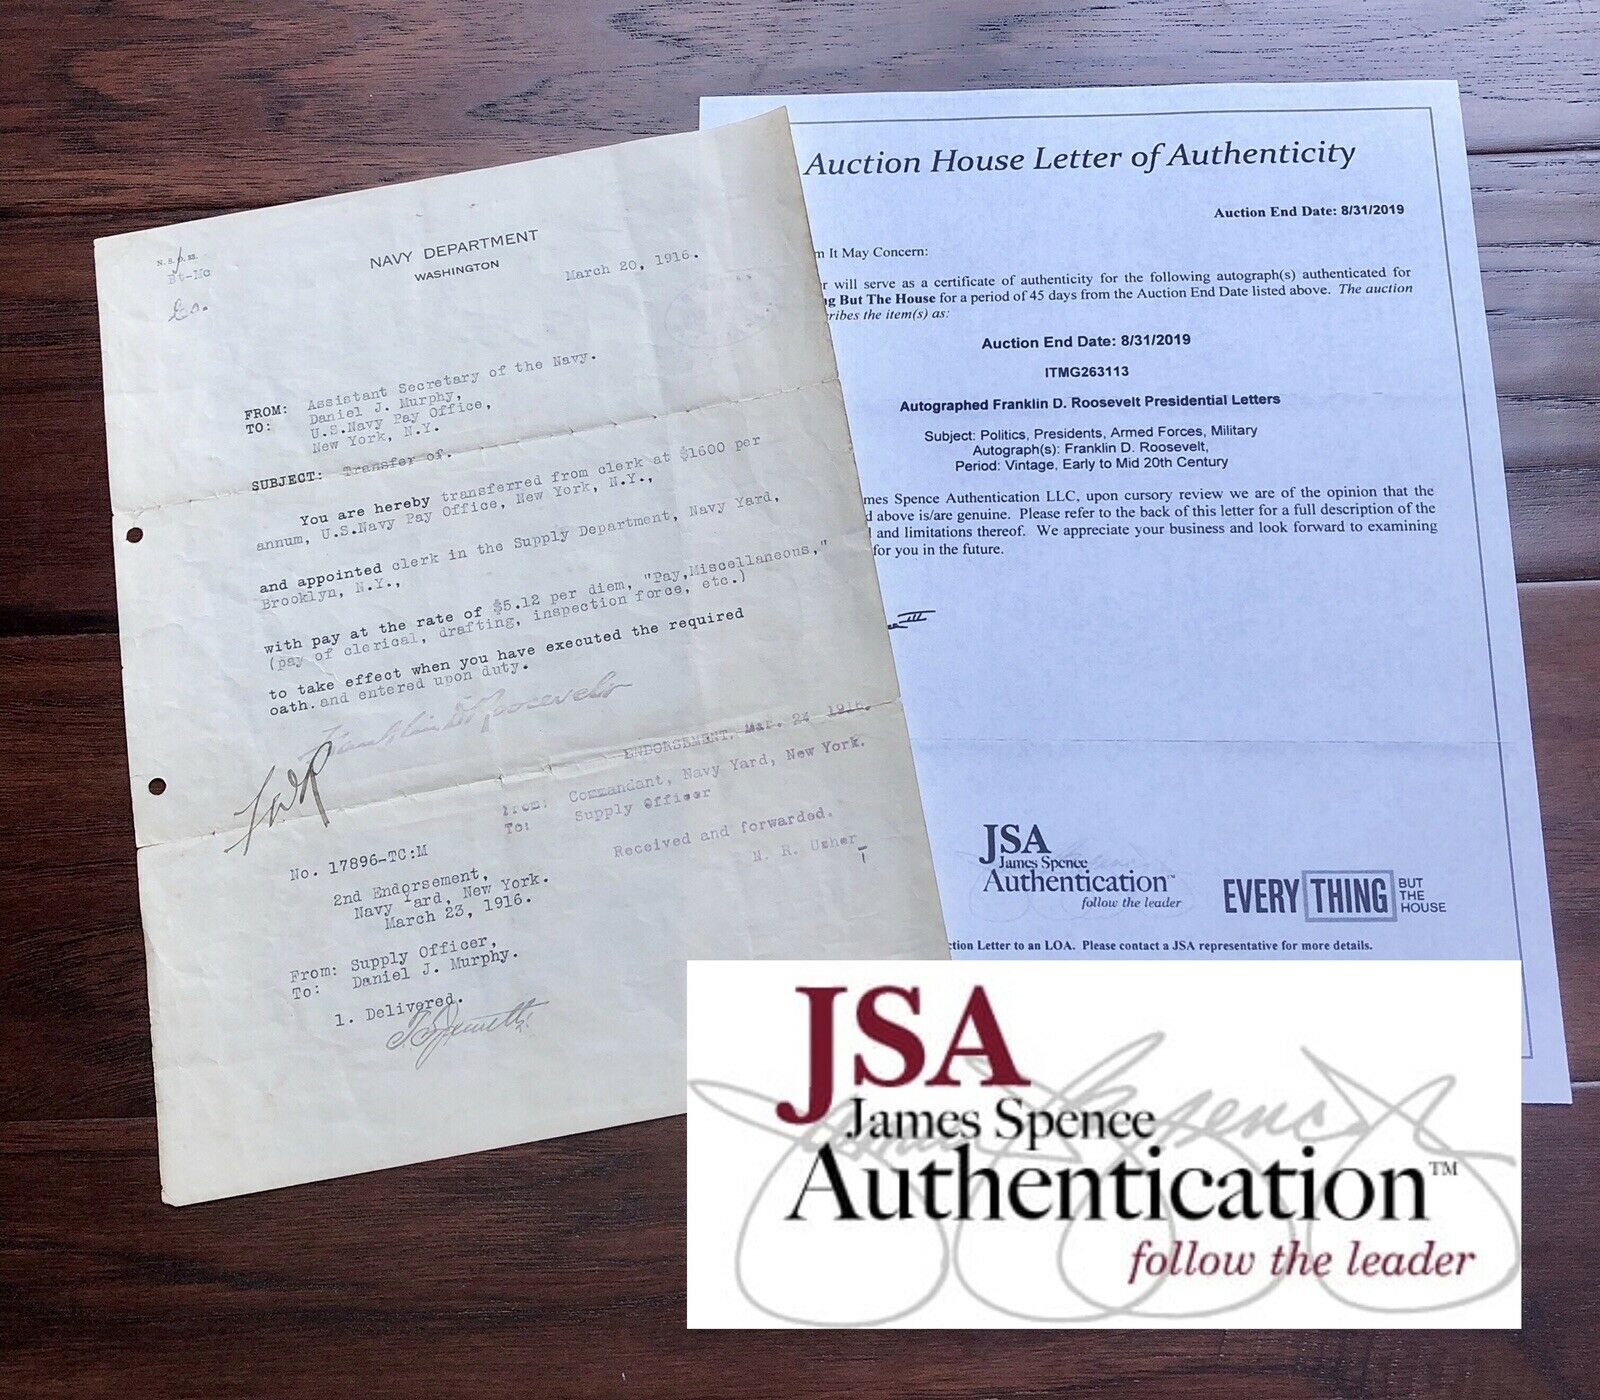 N. S. O. 23.
Bt-Mc
Es.
NAVY DEPARTMENT
WASHINGTON
March 20, 1916.
FROM: Assistant Secretary of the Navy.
TO: Daniel J. Murphy,
U.S.Navy Pay Office,
New York, N.Y.
SUBJECT: Transfer of.
You are hereby transferred from clerk at $1600 per
annum, U.S.Navy Pay Office, New York, N.Y.,
and appointed clerk in the Supply Department, Navy Yard,
Brooklyn, N.Y.,
with pay at the rate of $5.12 per diem, "Pay,Miscellaneous,"
(pay of clerical, drafting, inspection force, etc.)
to take effect when you have executed the required
oath.and entered upon duty.
Franklin D Roosevelt
FDR
ENDORSEMENT. Mar. 23 1916.
From: Commandant, Navy Yard, New York.
To: Supply Officer
Received and forwarded.
N. R. Usher
No. 17896-TC:M
2nd Endorsement,
Navy Yard, New York.
March 23, 1916.
From: Supply Officer,
To: Daniel J. Murphy.
1. Delivered.
Auction House Letter of Authenticity
Auction End Date: 8/31/2019
m It May Concern:
r will serve as a certificate of authenticity for the following autograph(s) authenticated for
g But The House for a period of 45 days from the Auction End Date listed above. The auction
ribes the item(s) as:
Auction End Date: 8/31/2019
ITMG263113
Autographed Franklin D. Roosevelt Presidential Letters
Subject: Politics, Presidents, Armed Forces, Military
Autograph(s): Franklin D. Roosevelt,
Period: Vintage, Early to Mid 20th Century
mes Spence Authentication LLC, upon cursory review we are of the opinion that the
d above is/are genuine. Please refer to the back of this letter for a full description of the
and limitations thereof. We appreciate your business and look forward to examining
for you in the future.
III
JSA
James Spence
Authentication™
follow the leader
EVERY THING BUT
THE
HOUSE
ction Letter to an LOA. Please contact a JSA representative for more details.
JSA
James Spence
Authentication™
follow the leader